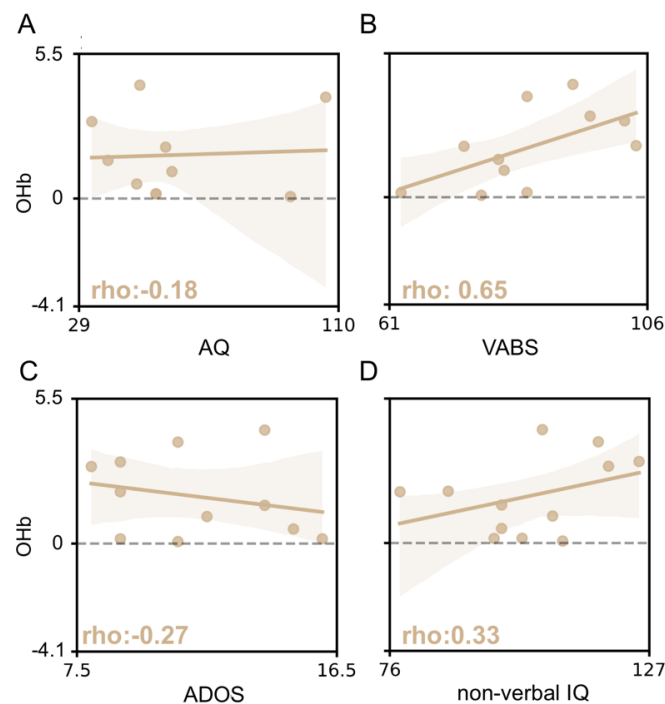 A
B
5.5
OHb
0
-4.1
rho:-0.18
rho: 0.65
29
110
61
106
AQ
VABS
C
D
5.5
OHb
0
-4.1
rho:-0.27
rho:0.33
7.5
16.5
76
127
ADOS
non-verbal IQ